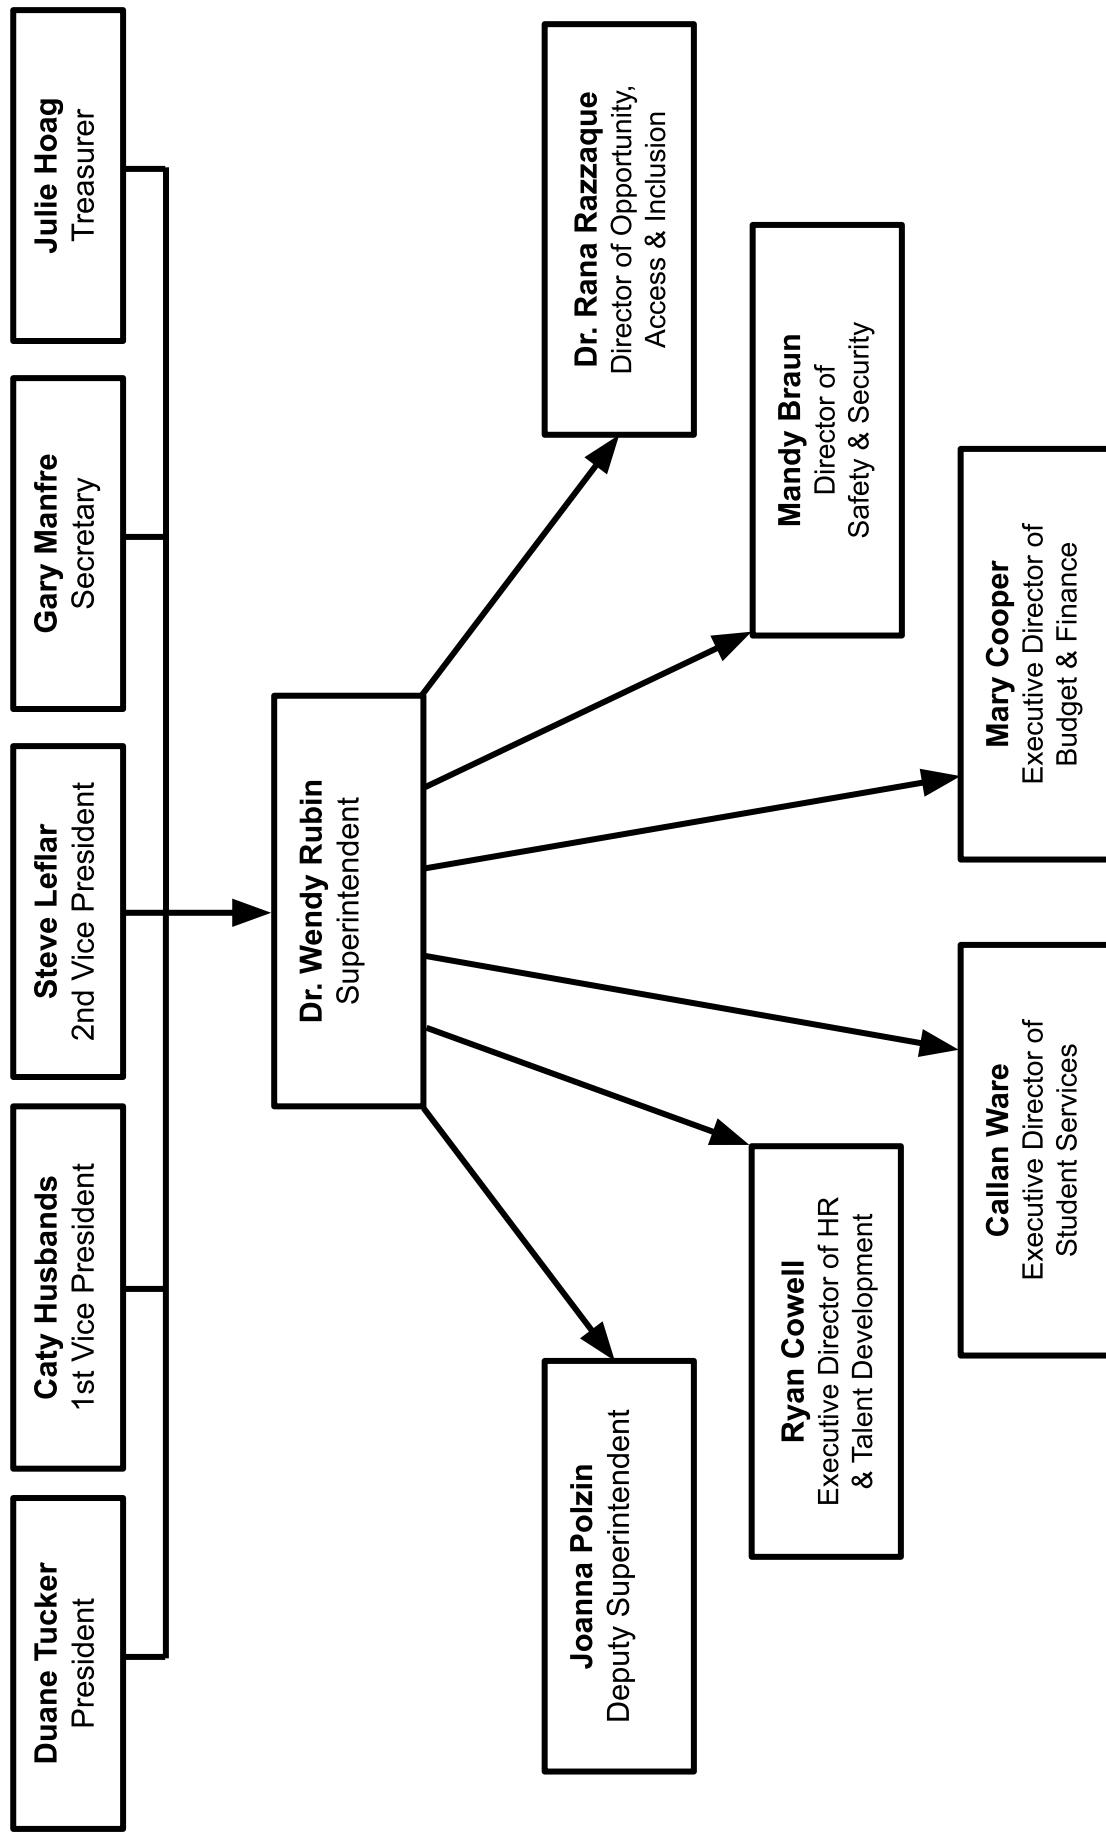 Duane Tucker
President
Caty Husbands
1st Vice President
Steve Leflar
2nd Vice President
Gary Manfre
Secretary
Julie Hoag
Treasurer
Dr. Wendy Rubin
Superintendent
Joanna Polzin
Deputy Superintendent
Dr. Rana Razzaque
Director of Opportunity,
Access & Inclusion
Ryan Cowell
Executive Director of HR
& Talent Development
Mandy Braun
Director of
Safety & Security
Callan Ware
Executive Director of
Student Services
Mary Cooper
Executive Director of
Budget & Finance